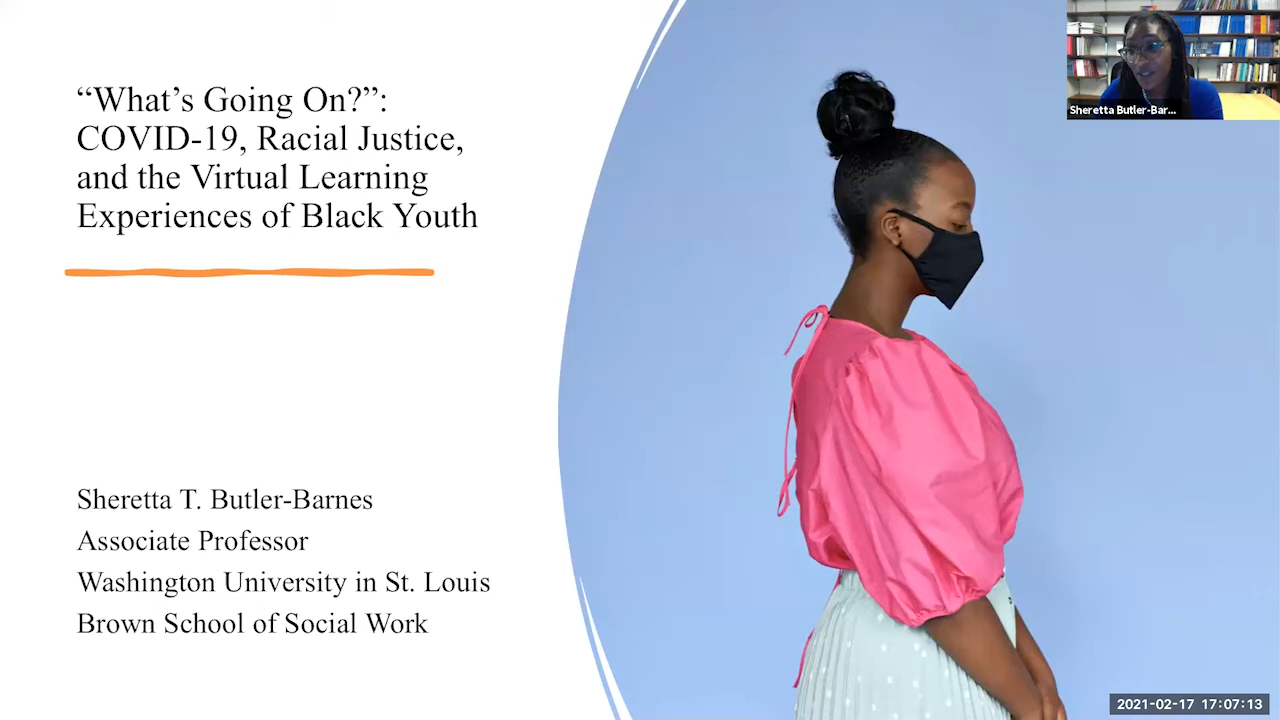 “What’s Going On?”:
COVID-19, Racial Justice,
and the Virtual Learning
Experiences of Black Youth
Sheretta T. Butler-Barnes
Associate Professor
Washington University in St. Louis
Brown School of Social Work
Sheretta Butler-Bar...
2021-02-17 17:07:13